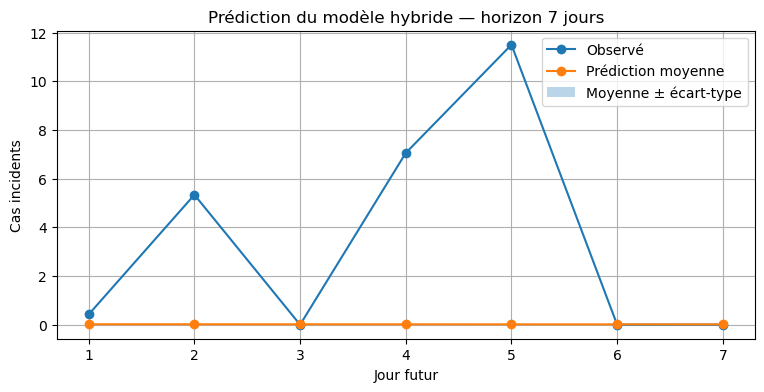 Prédiction du modèle hybride — horizon 7 jours
Observé
Prédiction moyenne
Moyenne ± écart-type
Cas incidents
12
10
8
6
4
2
0
1 2 3 4 5 6 7
Jour futur